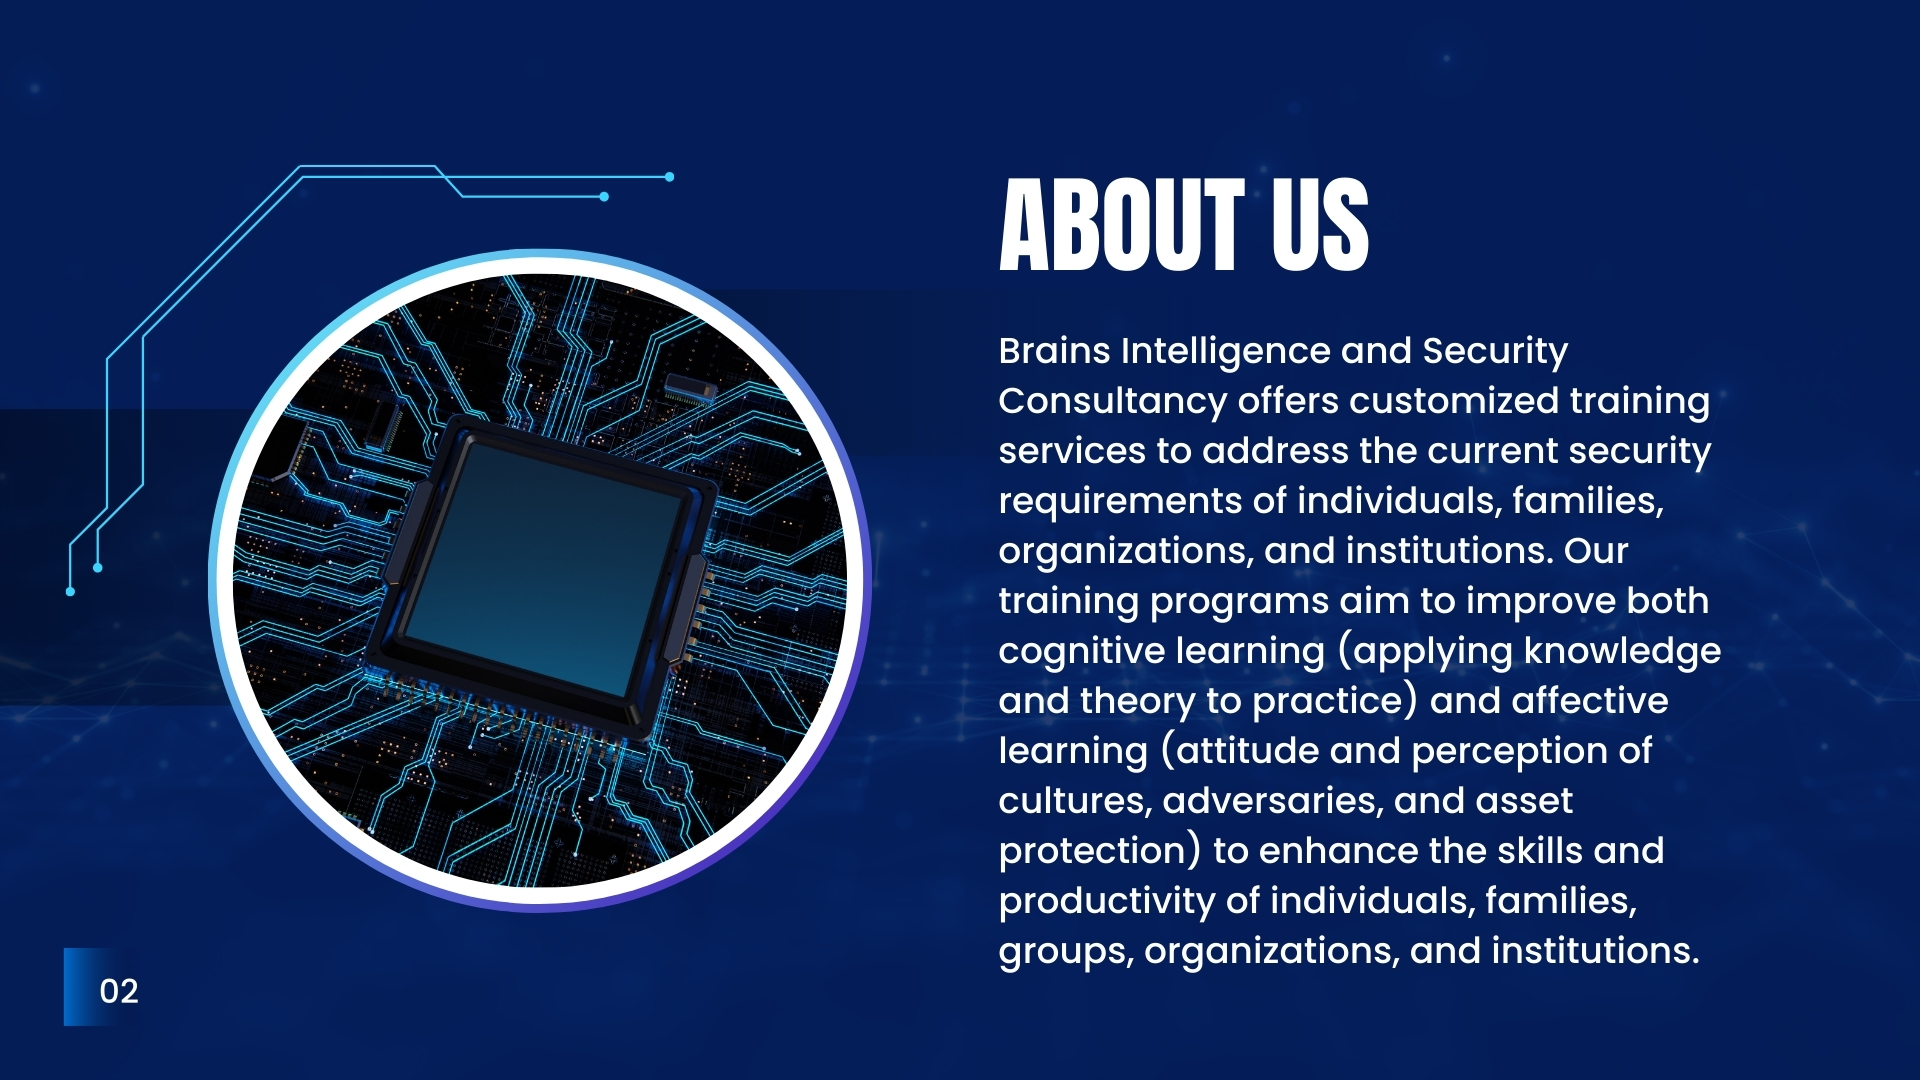 ABOUT US
Brains Intelligence and Security
Consultancy offers customized training
services to address the current security
requirements of individuals, families,
organizations, and institutions. Our
training programs aim to improve both
cognitive learning (applying knowledge
and theory to practice) and affective
learning (attitude and perception of
cultures, adversaries, and asset
protection) to enhance the skills and
productivity of individuals, families,
groups, organizations, and institutions.
02